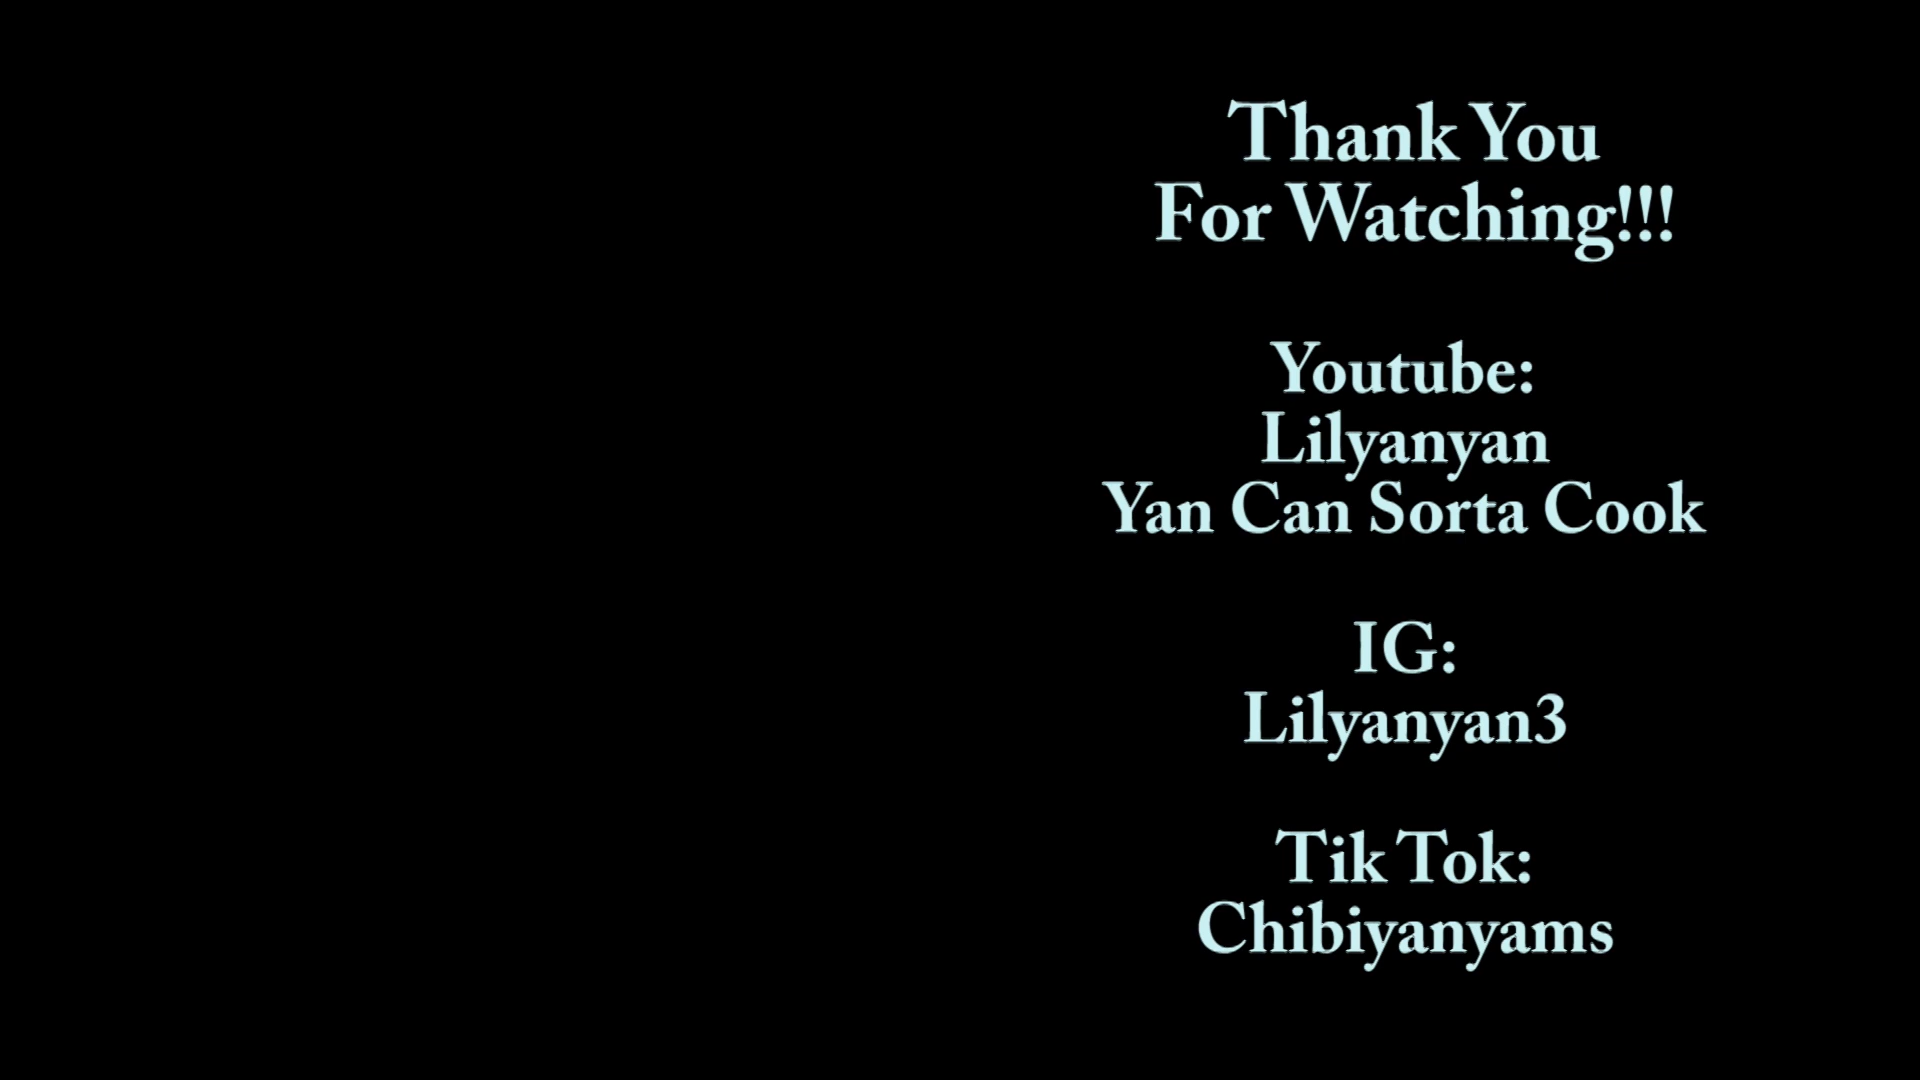 Thank You
For Watching!!!
Youtube:
Lilyanyan
Yan Can Sorta Cook
IG:
Lilyanyan3
Tik Tok:
Chibiyanyams